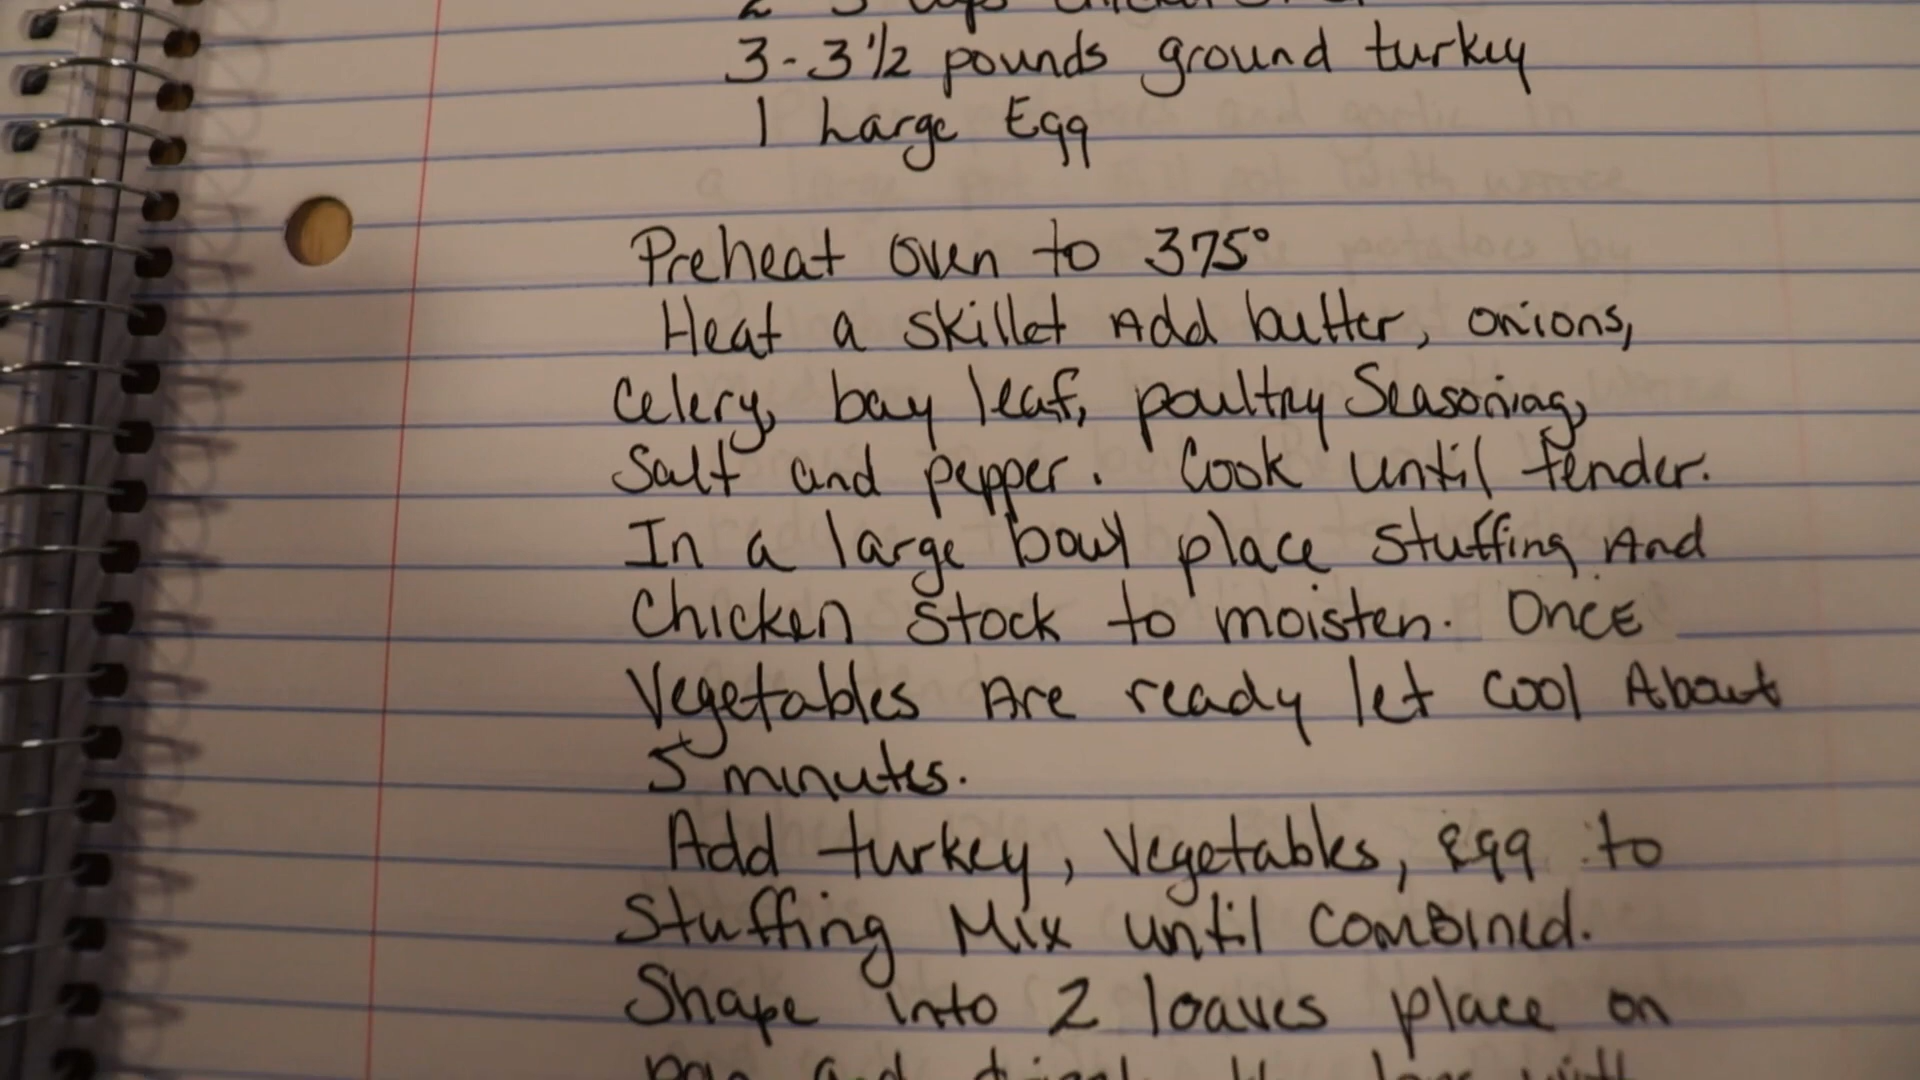 3-3 1/2 pounds ground turkey
1 Large Egg
Preheat oven to 375°
Heat a skillet Add butter, onions,
Celery, bay leaf, poultry Seasoning,
Salt and pepper. Cook until tender.
In a large bowl place stuffing And
Chicken Stock to moisten. Once
Vegetables Are ready let cool About
5 minutes.
Add turkey, Vegetables, Egg to
Stuffing Mix until combined.
Shape into 2 loaves place on